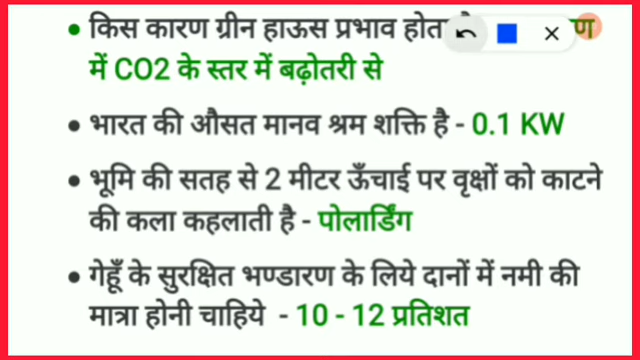 • किस कारण ग्रीन हाऊस प्रभाव
में CO2 के स्तर में बढ़ोतरी से
• भारत की औसत मानव श्रम शक्ति है - 0.1 KW
• भूमि की सतह से 2 मीटर ऊँचाई पर वृक्षों को काटने
की कला कहलाती है - पोलार्डिंग
• गेहूँ के सुरक्षित भण्डारण के लिये दानों में नमी की
मात्रा होनी चाहिये - 10 - 12 प्रतिशत